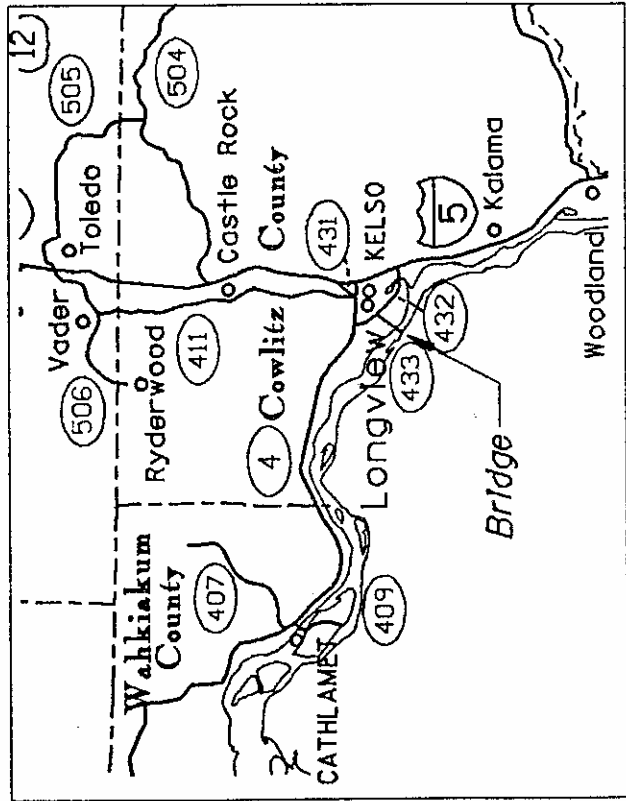 12
505
504
Toledo
Vader
506
Castle Rock
Ryderwood
411
Cowlitz County
431
KELSO
4
Longview
432
433
5
Kalama
Woodland
Bridge
Wahkiakum
County
407
CATHLAMET
409